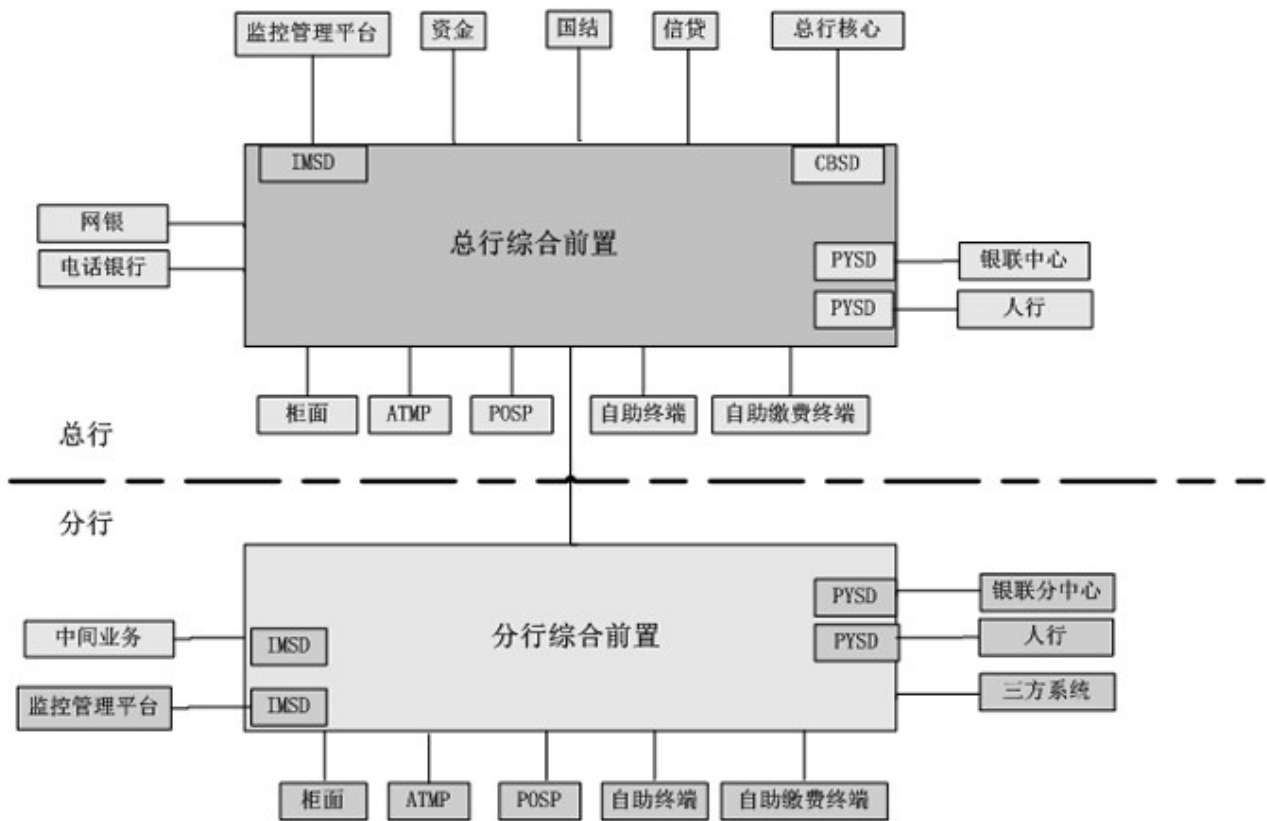 监控管理平台
资金
国结
信贷
总行核心
IMSD
CBSD
网银
电话银行
总行综合前置
PYSD
银联中心
PYSD
人行
柜面
ATMP
POSP
自助终端
自助缴费终端
总行
分行
中间业务
监控管理平台
IMSD
IMSD
分行综合前置
PYSD
银联分中心
PYSD
人行
三方系统
柜面
ATMP
POSP
自助终端
自助缴费终端